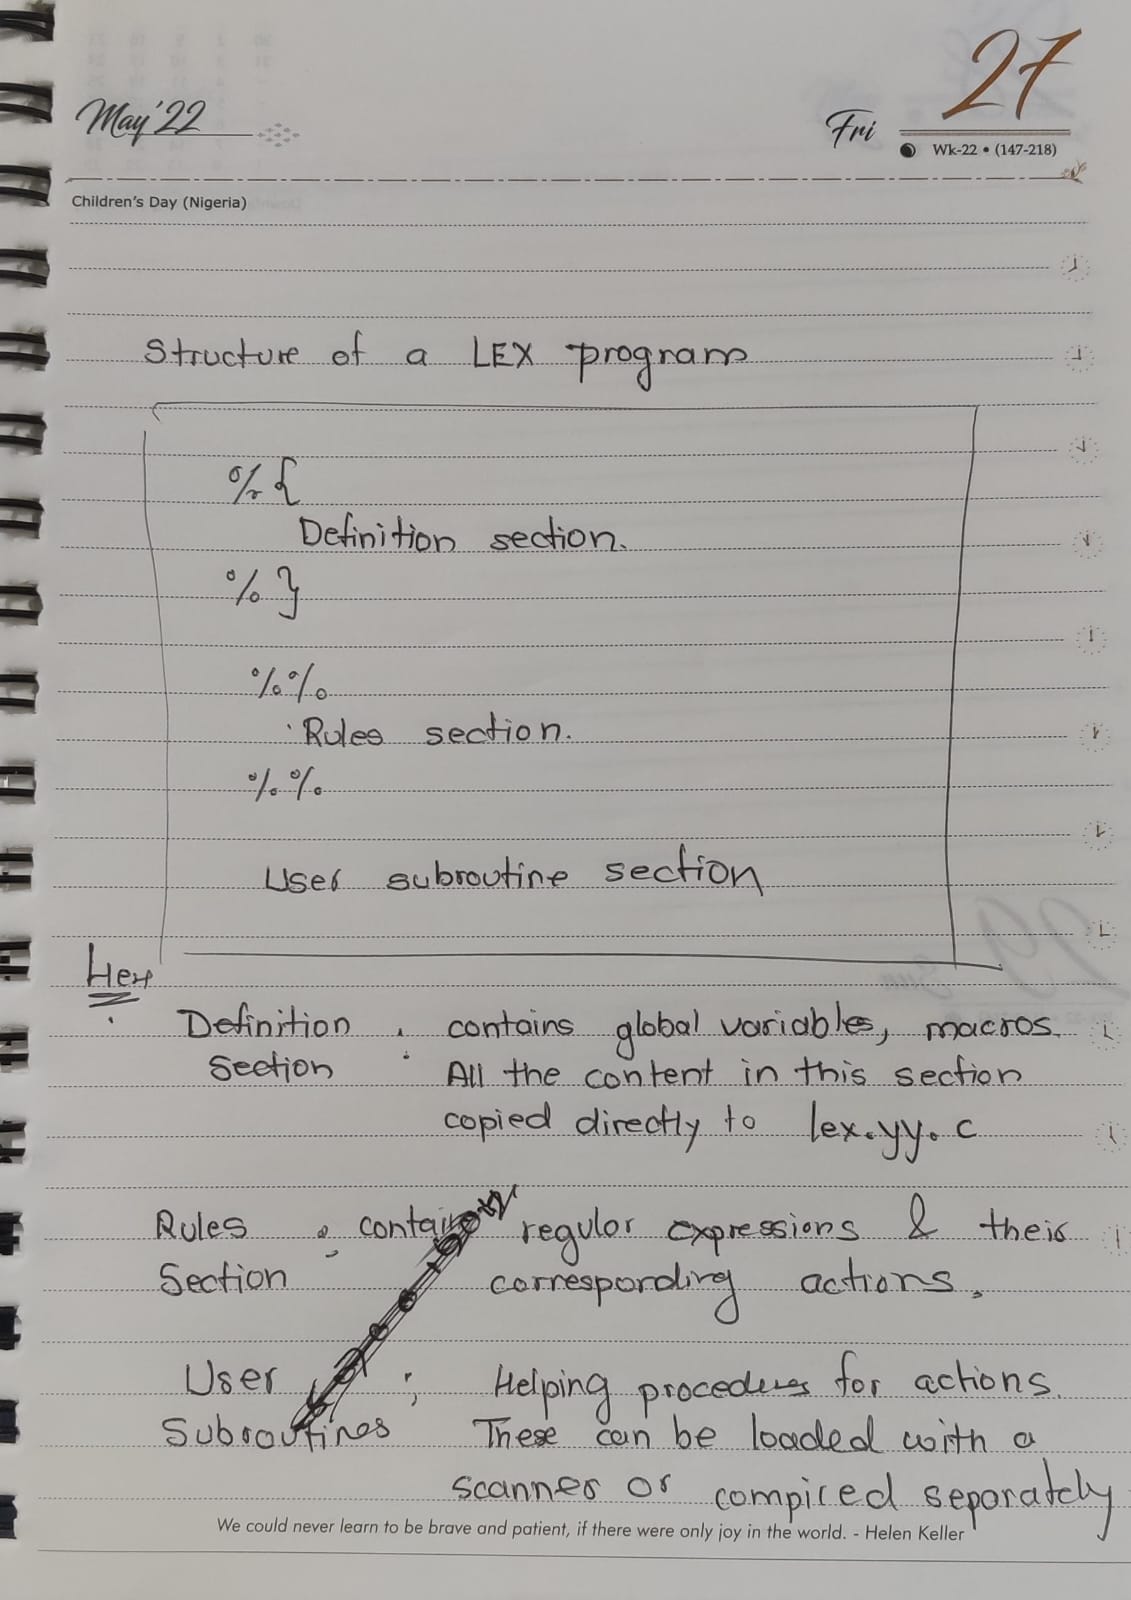 May'22
Fri 27
Wk-22 • (147-218)
Children's Day (Nigeria)
Structure of a LEX program
%{
Definition section.
%}
%%
Rules section.
%%
User subroutine section
Definition : contains global variables, macros.
Section All the content in this section
copied directly to lex.yy.c
Rules : contains regular expressions & their
Section corresponding actions.
User ; Helping procedures for actions.
Subroutines These can be loaded with a
scanner or compiled separately
We could never learn to be brave and patient, if there were only joy in the world. - Helen Keller